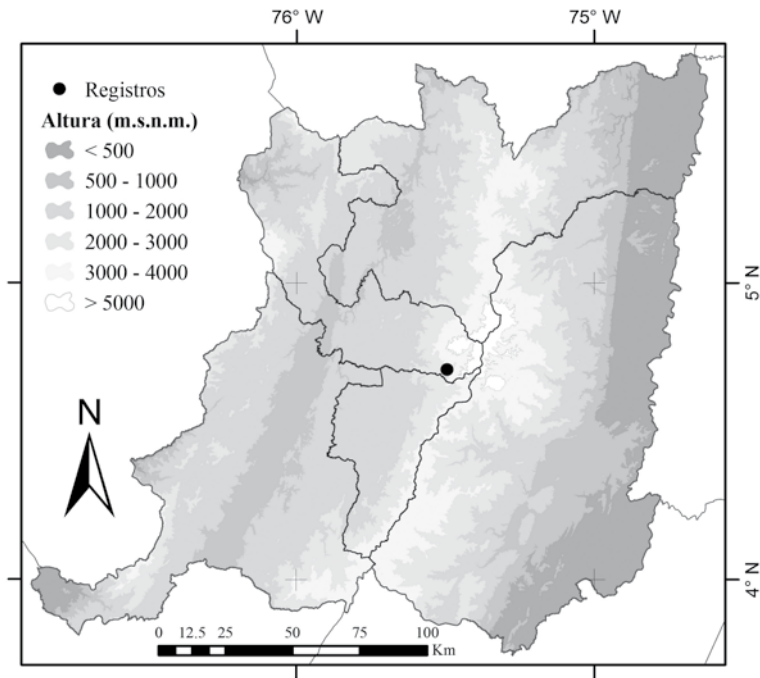 76° W
75° W
Registros
Altura (m.s.n.m.)
< 500
500 - 1000
1000 - 2000
2000 - 3000
3000 - 4000
> 5000
5° N
N
4° N
0 12.5 25 50 75 100
Km